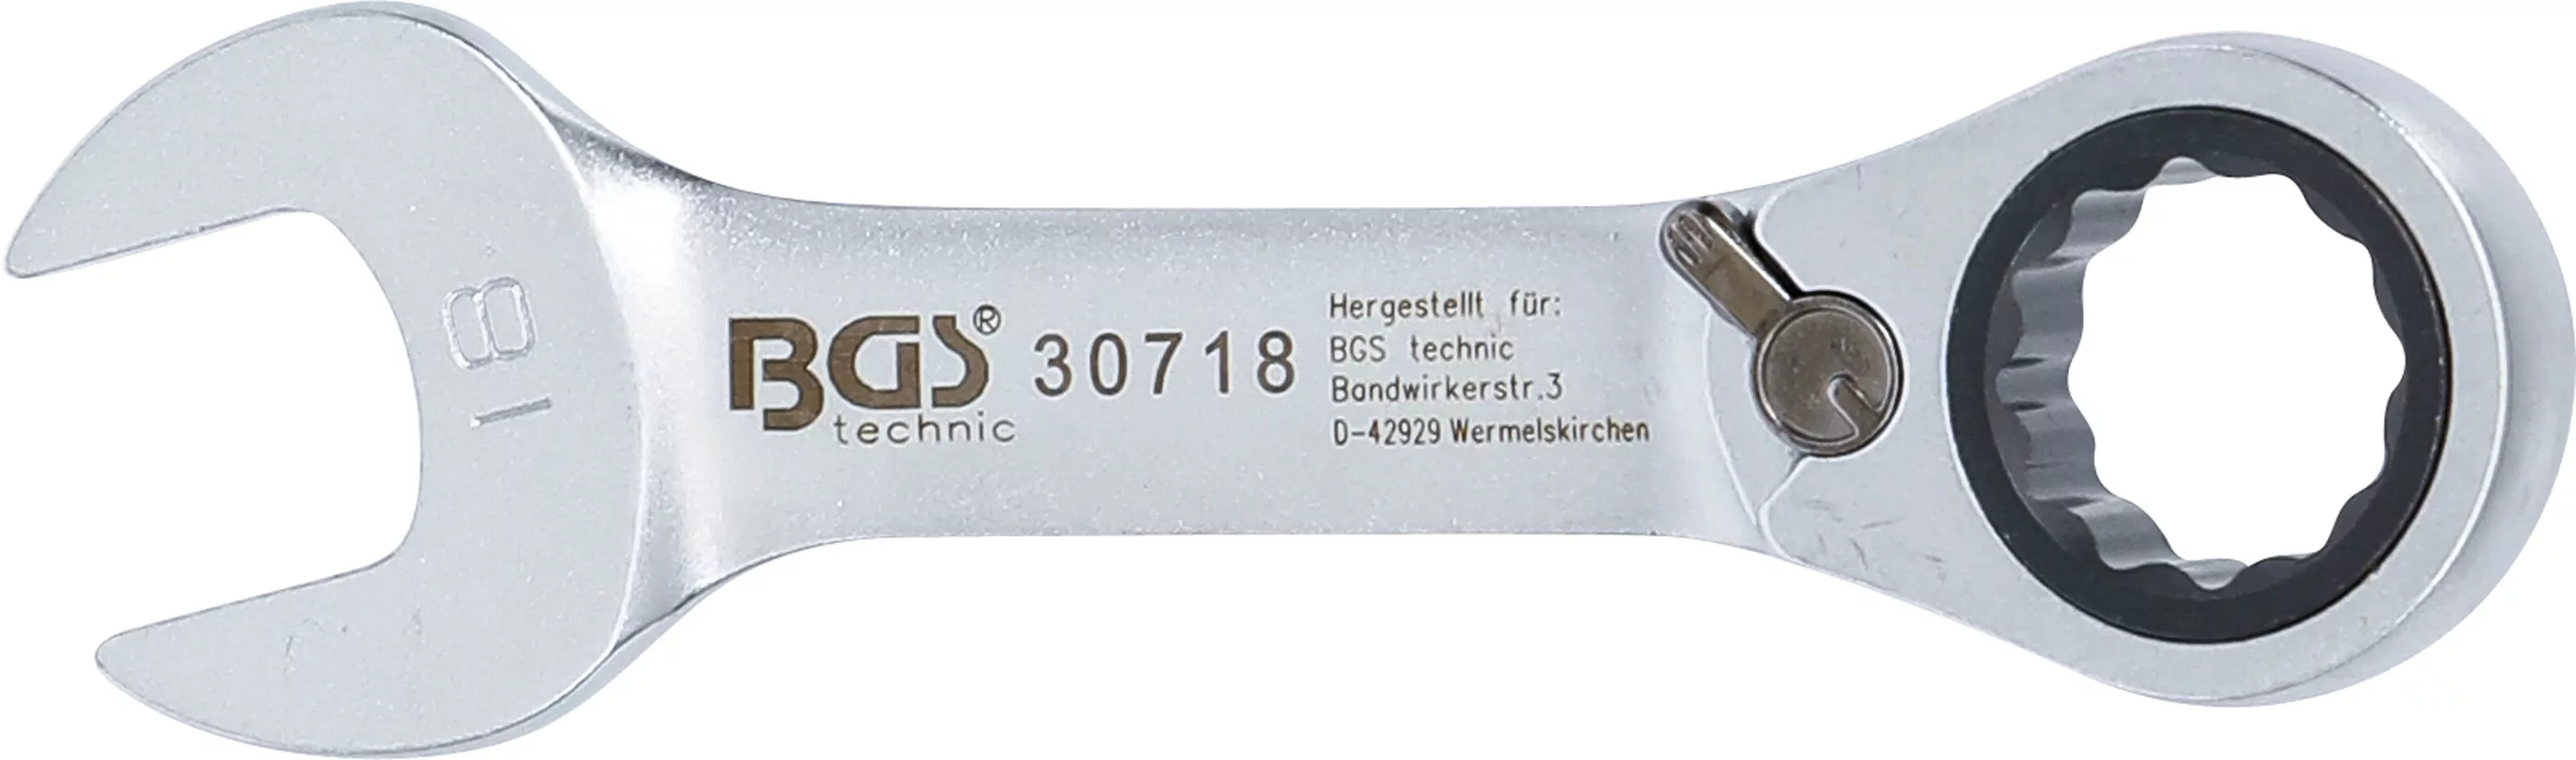 18
BGS®
technic
30718
Hergestellt für:
BGS technic
Bandwirkerstr.3
D-42929 Wermelskirchen